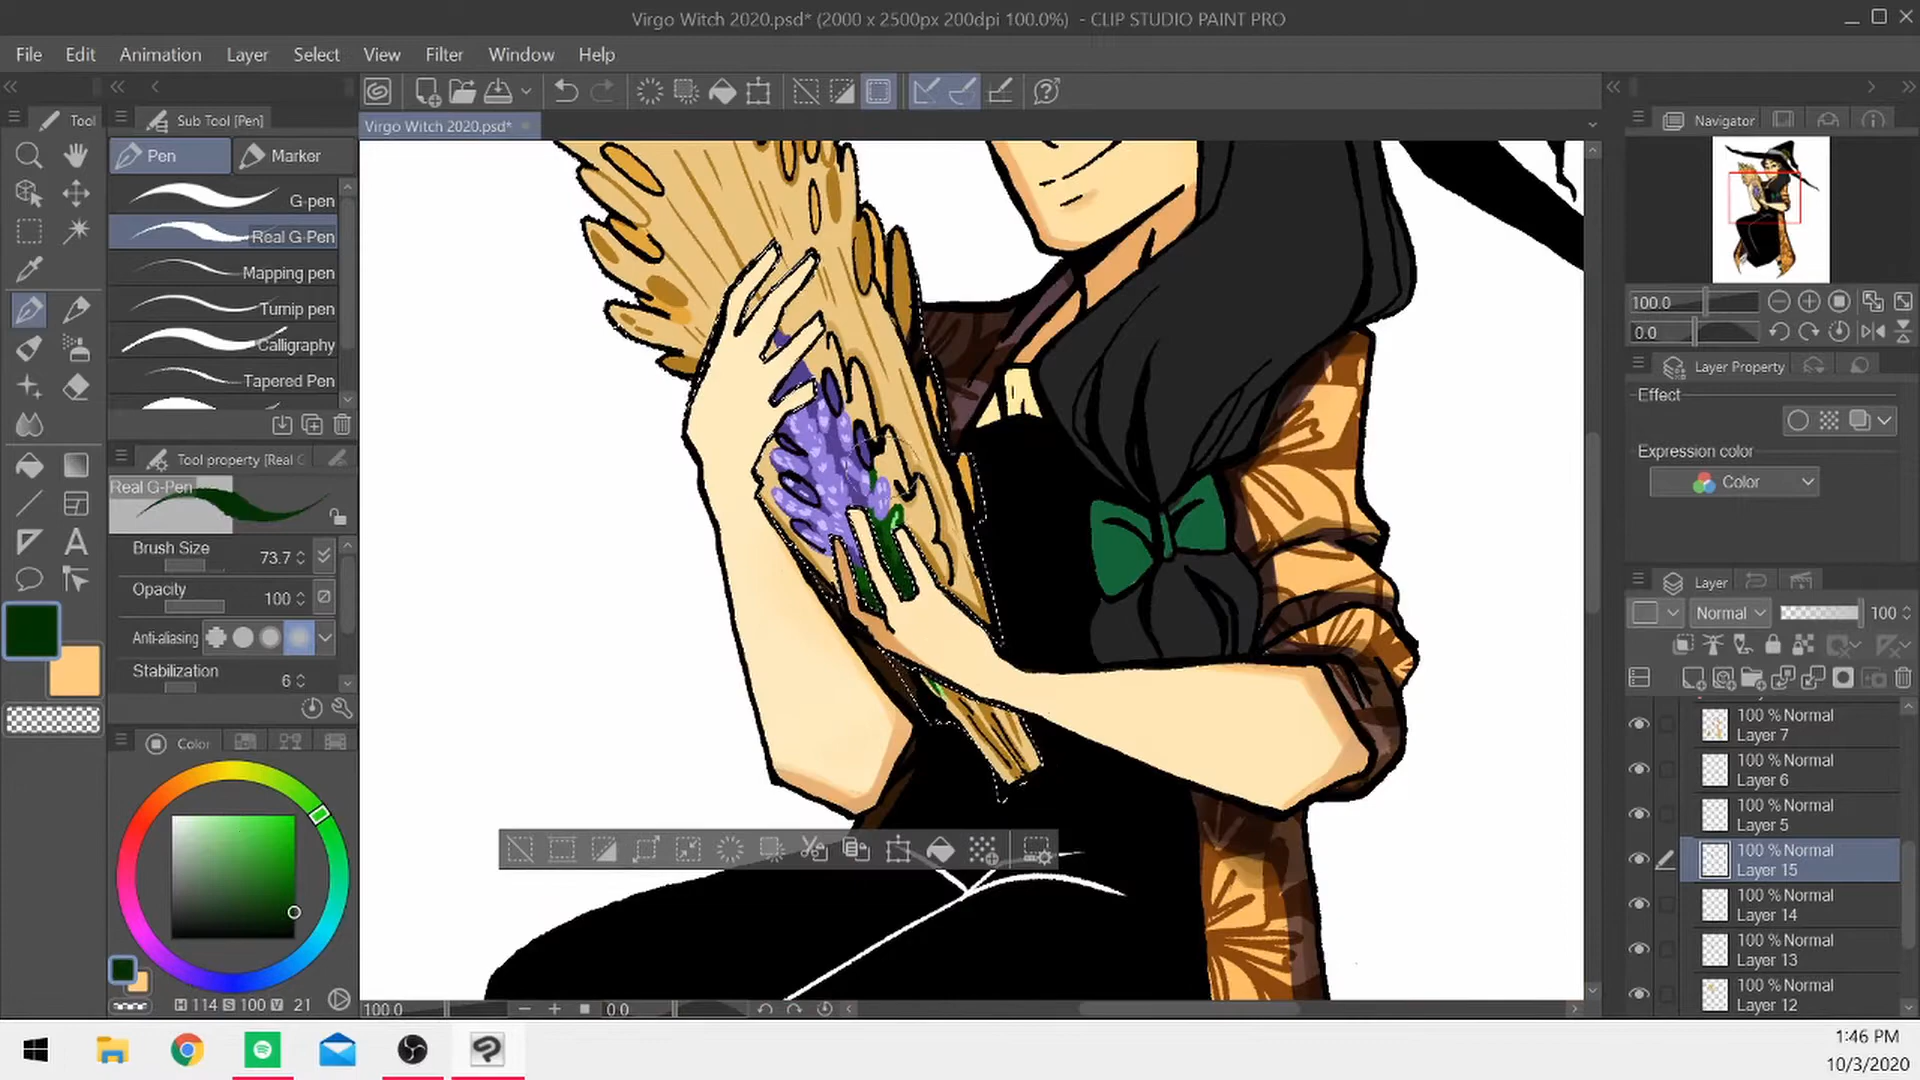 Virgo Witch 2020.psd* (2000 x 2500px 200dpi 100.0%) - CLIP STUDIO PAINT PRO
File Edit Animation Layer Select View Filter Window Help
Tool
Sub Tool [Pen]
Virgo Witch 2020.psd*
Navigator
Pen
Marker
G-pen
Real G-Pen
Mapping pen
Turnip pen
Calligraphy
Tapered Pen
Tool property [Real G
Real G-Pen
Brush Size 73.7
Opacity 100
Anti-aliasing
Stabilization 6
Color
H 114 S 100 V 21
100.0
0.0
100.0
0.0
Layer Property
Effect
Expression color
Color
Layer
Normal 100
100 % Normal
Layer 7
100 % Normal
Layer 6
100 % Normal
Layer 5
100 % Normal
Layer 15
100 % Normal
Layer 14
100 % Normal
Layer 13
100 % Normal
Layer 12
1:46 PM
10/3/2020